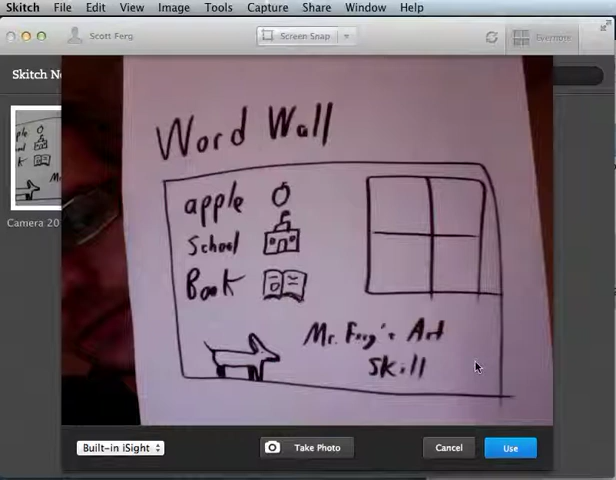 Skitch File Edit View Image Tools Capture Share Window Help
Scott Ferg Screen Snap Evernote
Skitch N
Word Wall
apple
School
Book
Mr. Ferg's Art
Skill
Camera 20
Built-in iSight Take Photo Cancel Use